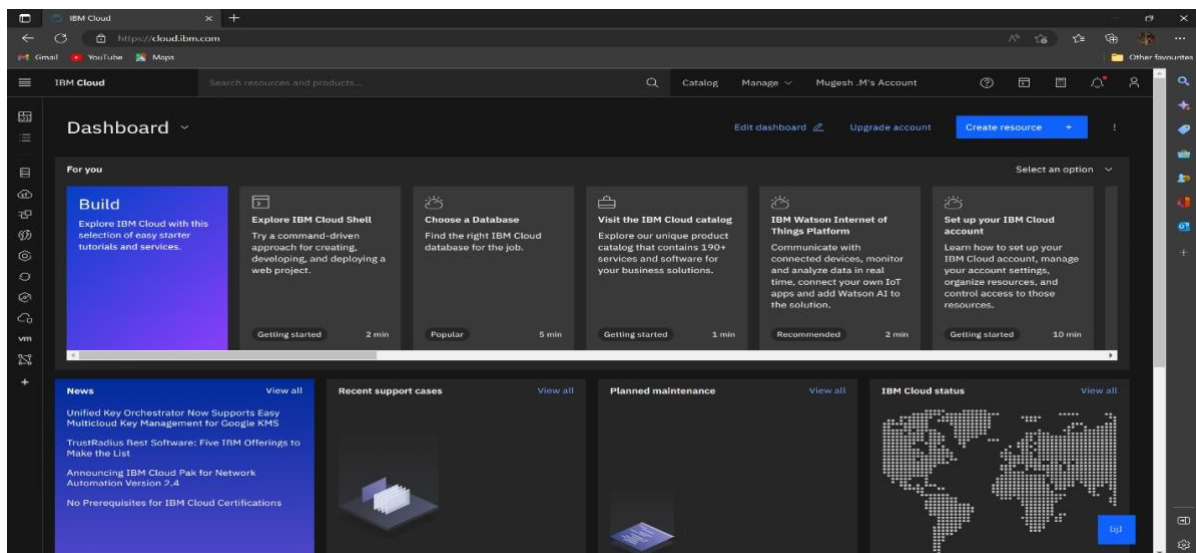 IBM Cloud
https://cloud.ibm.com
Gmail YouTube Maps Other favourites
IBM Cloud Search resources and products... Catalog Manage Mugesh .M's Account
Dashboard Edit dashboard Upgrade account Create resource +
For you Select an option
Build
Explore IBM Cloud with this
selection of easy starter
tutorials and services.
Explore IBM Cloud Shell
Try a command-driven
approach for creating,
developing, and deploying a
web project.
Getting started 2 min
Choose a Database
Find the right IBM Cloud
database for the job.
Popular 5 min
Visit the IBM Cloud catalog
Explore our unique product
catalog that contains 190+
services and software for
your business solutions.
Getting started 1 min
IBM Watson Internet of
Things Platform
Communicate with
connected devices, monitor
and analyze data in real
time, connect your own IoT
apps and add Watson AI to
the solution.
Recommended 2 min
Set up your IBM Cloud
account
Learn how to set up your
IBM Cloud account, manage
your account settings,
organize resources, and
control access to those
resources.
Getting started 10 min
vm
News View all
Unified Key Orchestrator Now Supports Easy
Multicloud Key Management for Google KMS
TrustRadius Best Software: Five IBM Offerings to
Make the List
Announcing IBM Cloud Pak for Network
Automation Version 2.4
No Prerequisites for IBM Cloud Certifications
Recent support cases View all
Planned maintenance View all
IBM Cloud status View all